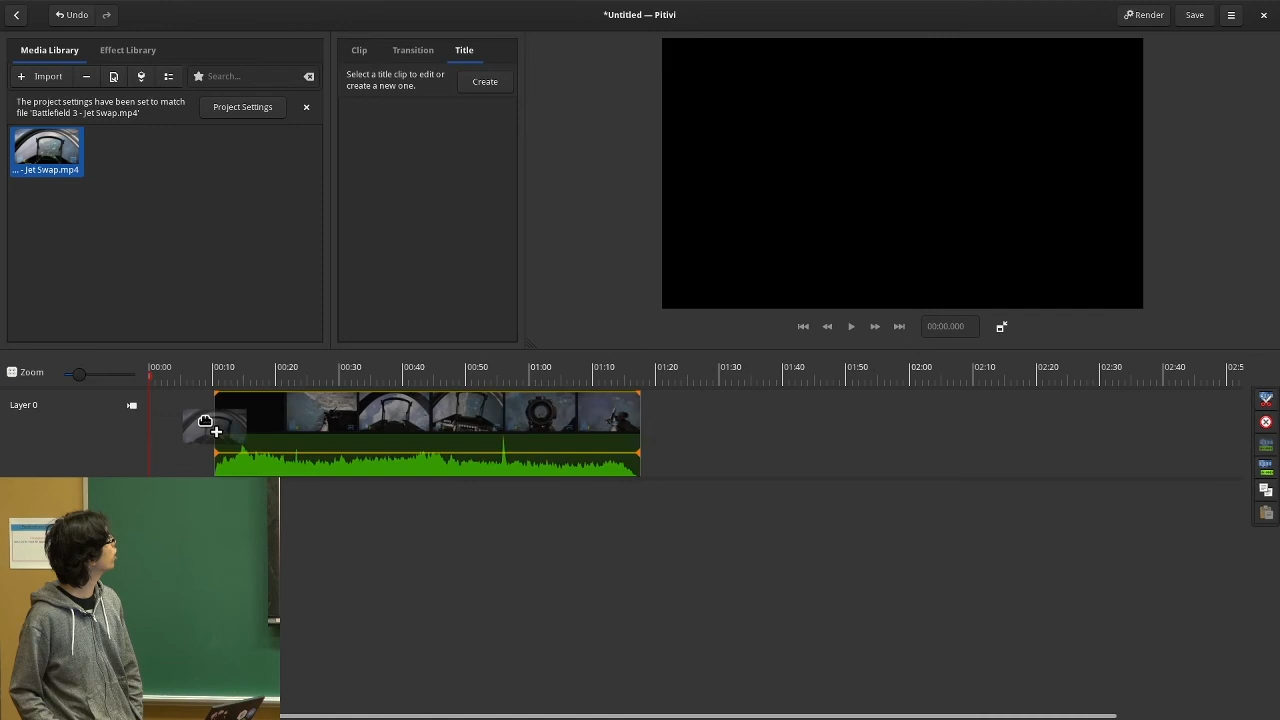 Undo
*Untitled — Pitivi
Render
Save
Media Library
Effect Library
Clip
Transition
Title
Import
Search...
Select a title clip to edit or
create a new one.
Create
The project settings have been set to match
file 'Battlefield 3 - Jet Swap.mp4'
Project Settings
... - Jet Swap.mp4
00:00.000
Zoom
00:00
00:10
00:20
00:30
00:40
00:50
01:00
01:10
01:20
01:30
01:40
01:50
02:00
02:10
02:20
02:30
02:40
02:5
Layer 0